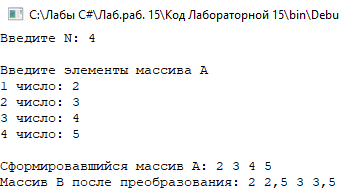 C:\Лабы C#\Лаб.раб. 15\Код Лабораторной 15\bin\Debu
Введите N: 4
Введите элементы массива A
1 число: 2
2 число: 3
3 число: 4
4 число: 5
Сформировавшийся массив A: 2 3 4 5
Массив B после преобразования: 2 2,5 3 3,5